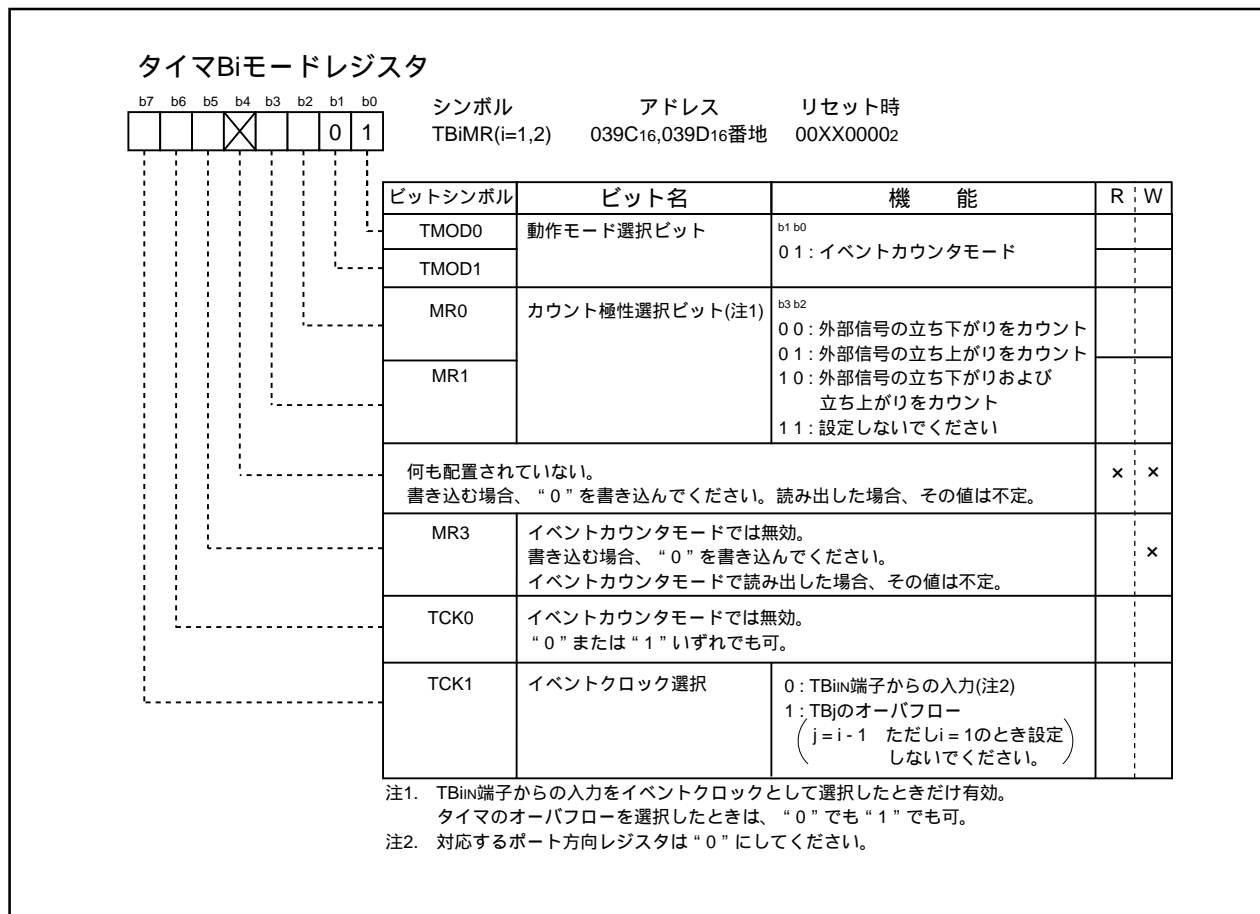 タイマBiモードレジスタ
b7 b6 b5 b4 b3 b2 b1 b0
0 1
シンボル アドレス リセット時
TBiMR(i=1,2) 039C16,039D16番地 00XX00002
ビットシンボル ビット名 機 能 R W
TMOD0 動作モード選択ビット
b1 b0
0 1 : イベントカウンタモード
TMOD1
MR0 カウント極性選択ビット(注1)
b3 b2
0 0 : 外部信号の立ち下がりをカウント
0 1 : 外部信号の立ち上がりをカウント
MR1
1 0 : 外部信号の立ち下がりおよび
立ち上がりをカウント
1 1 : 設定しないでください
何も配置されていない。 × ×
書き込む場合、“0”を書き込んでください。読み出した場合、その値は不定。
MR3 イベントカウンタモードでは無効。
書き込む場合、“0”を書き込んでください。 ×
イベントカウンタモードで読み出した場合、その値は不定。
TCK0 イベントカウンタモードでは無効。
“0”または“1”いずれでも可。
TCK1 イベントクロック選択 0 : TBiIN端子からの入力(注2)
1 : TBjのオーバフロー
(j = i - 1 ただしi = 1のとき設定
しないでください。)
注1. TBiIN端子からの入力をイベントクロックとして選択したときだけ有効。
タイマのオーバフローを選択したときは、“0”でも“1”でも可。
注2. 対応するポート方向レジスタは“0”にしてください。